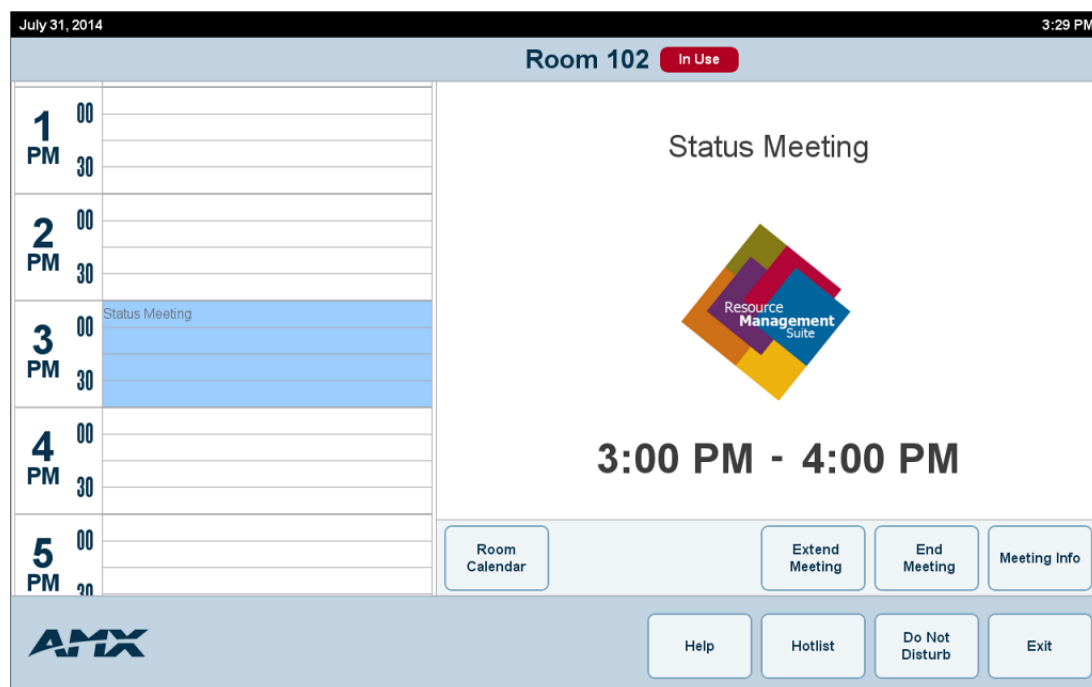 July 31, 2014
3:29 PM
Room 102
In Use
1
PM
00
30
2
PM
00
30
3
PM
00
30
Status Meeting
4
PM
00
30
5
PM
00
30
Status Meeting
Resource
Management
Suite
3:00 PM - 4:00 PM
Room
Calendar
Extend
Meeting
End
Meeting
Meeting Info
AMX
Help
Hotlist
Do Not
Disturb
Exit